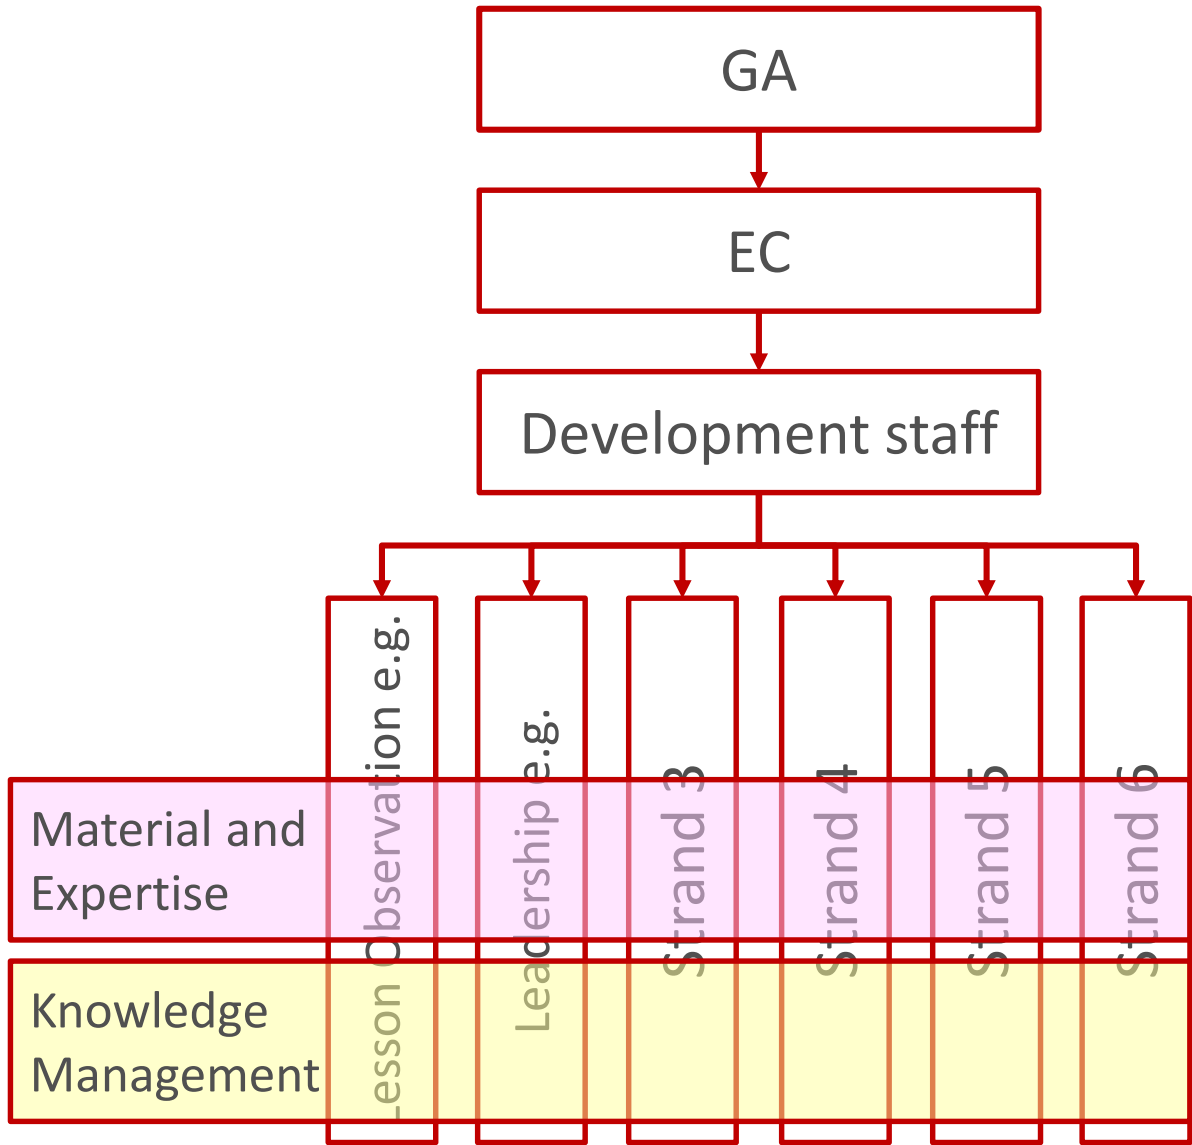 GA
EC
Development staff
Lesson Observation e.g.
Leadership e.g.
Strand 3
Strand 4
Strand 5
Strand 6
Material and
Expertise
Knowledge
Management